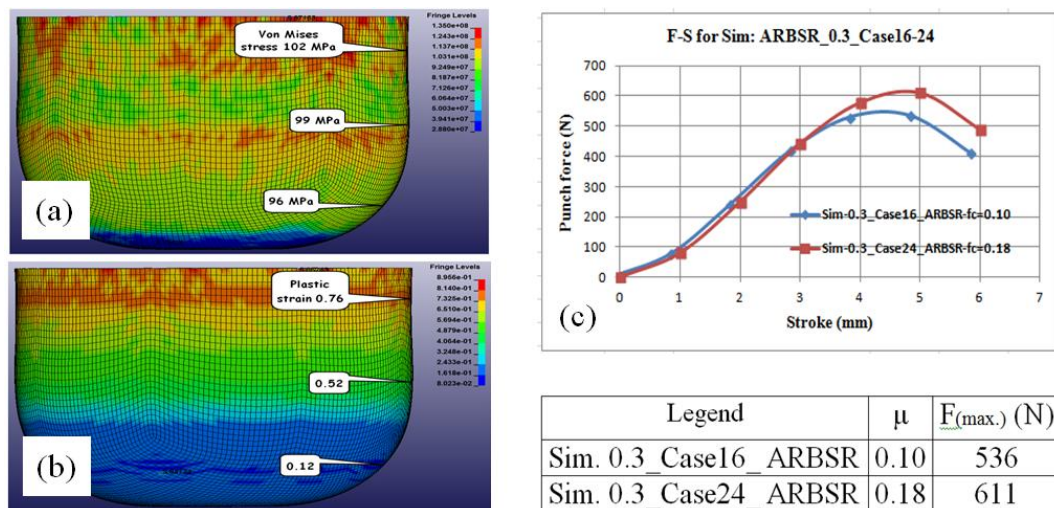 (a)
Von Mises
stress 102 MPa
99 MPa
96 MPa
Fringe Levels
1.350e+08
1.243e+08
1.137e+08
1.031e+08
9.249e+07
8.187e+07
7.126e+07
6.064e+07
5.003e+07
3.941e+07
2.880e+07
(b)
Plastic
strain 0.76
0.52
0.12
Fringe Levels
8.956e-01
8.140e-01
7.325e-01
6.510e-01
5.694e-01
4.879e-01
4.064e-01
3.248e-01
2.433e-01
1.618e-01
8.023e-02
F-S for Sim: ARBSR_0.3_Case16-24
Punch force (N)
700
600
500
400
300
200
100
0
Sim-0.3_Case16_ARBSR-fc=0.10
Sim-0.3_Case24_ARBSR-fc=0.18
0 1 2 3 4 5 6 7
(c)
Stroke (mm)
Legend μ F(max.) (N)
Sim. 0.3_Case16_ ARBSR 0.10 536
Sim. 0.3_Case24_ ARBSR 0.18 611